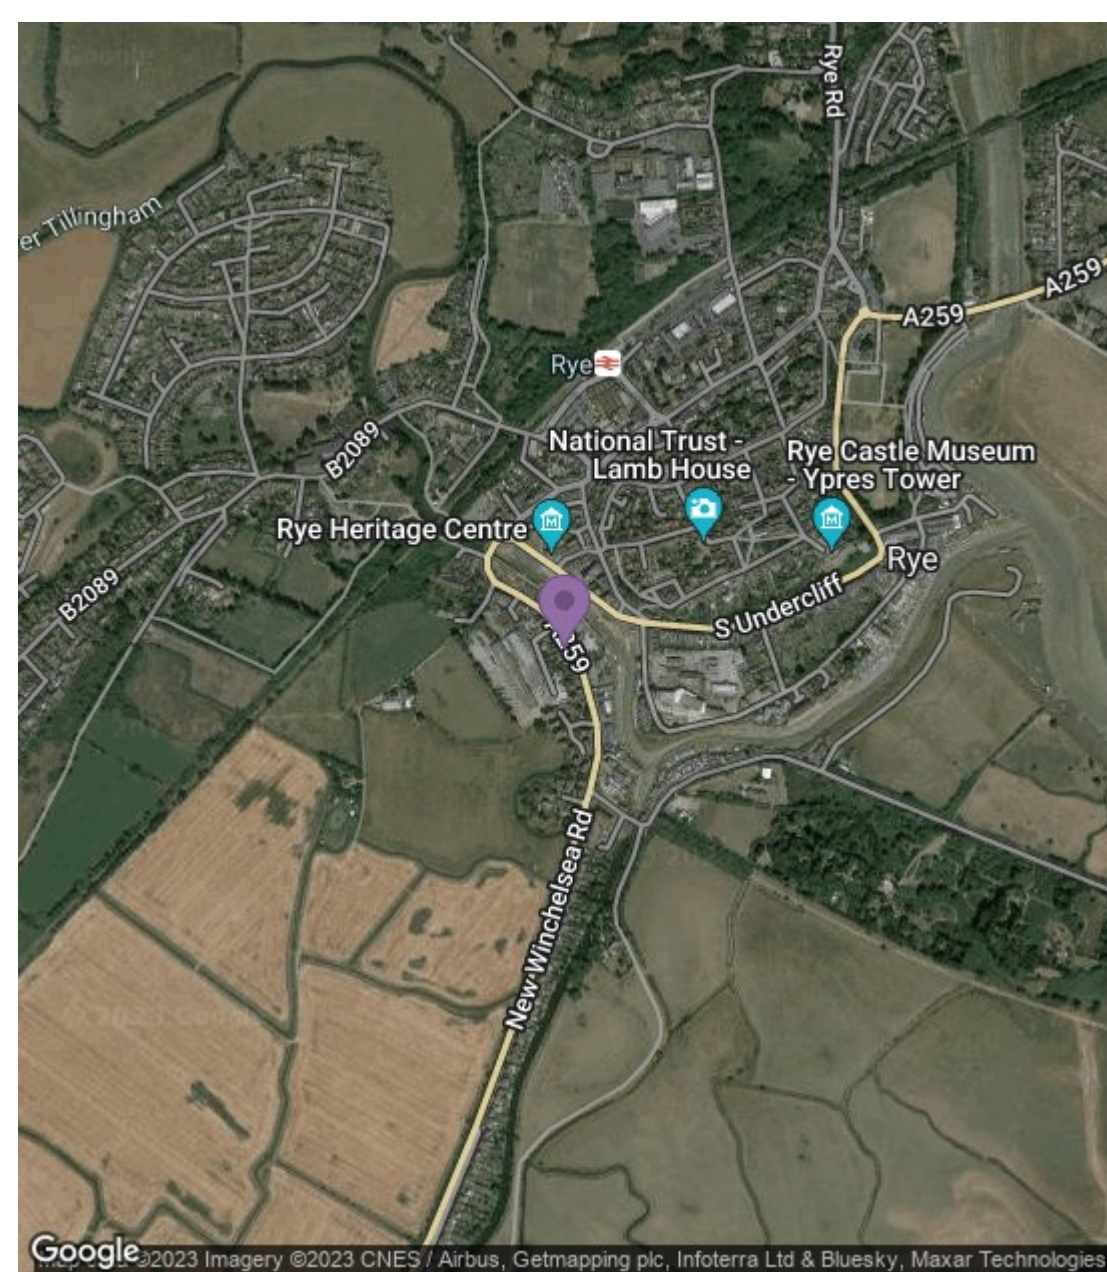 Rye Rd
er Tillingham
A259
A259
Rye
B2089
National Trust -
Lamb House
Rye Castle Museum
- Ypres Tower
Rye Heritage Centre
Rye
B2089
S Undercliff
A259
New Winchelsea Rd
Google
©2023 Imagery ©2023 CNES / Airbus, Getmapping plc, Infoterra Ltd & Bluesky, Maxar Technologies